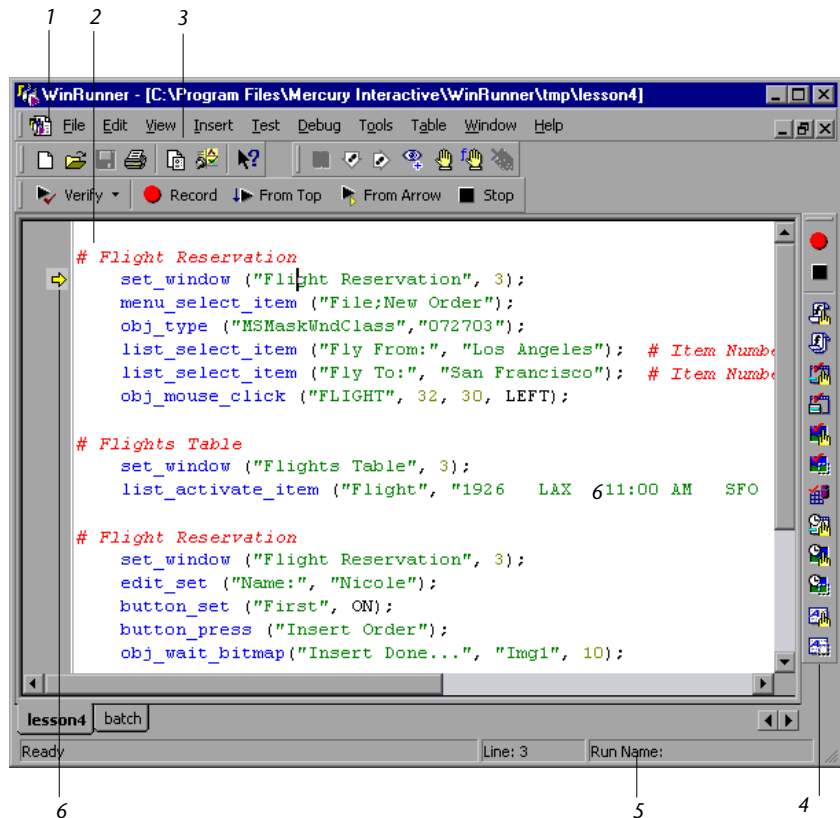 1 2 3
WinRunner - [C:\Program Files\Mercury Interactive\WinRunner\tmp\lesson4]
File Edit View Insert Test Debug Tools Table Window Help
Verify Record From Top From Arrow Stop
# Flight Reservation
set_window ("Flight Reservation", 3);
menu_select_item ("File;New Order");
obj_type ("MSMaskWndClass","072703");
list_select_item ("Fly From:", "Los Angeles"); # Item Numbe
list_select_item ("Fly To:", "San Francisco"); # Item Numbe
obj_mouse_click ("FLIGHT", 32, 30, LEFT);
# Flights Table
set_window ("Flights Table", 3);
list_activate_item ("Flight", "1926 LAX 611:00 AM SFO
# Flight Reservation
set_window ("Flight Reservation", 3);
edit_set ("Name:", "Nicole");
button_set ("First", ON);
button_press ("Insert Order");
obj_wait_bitmap("Insert Done...", "Img1", 10);
lesson4 batch
Ready Line: 3 Run Name:
6 5 4